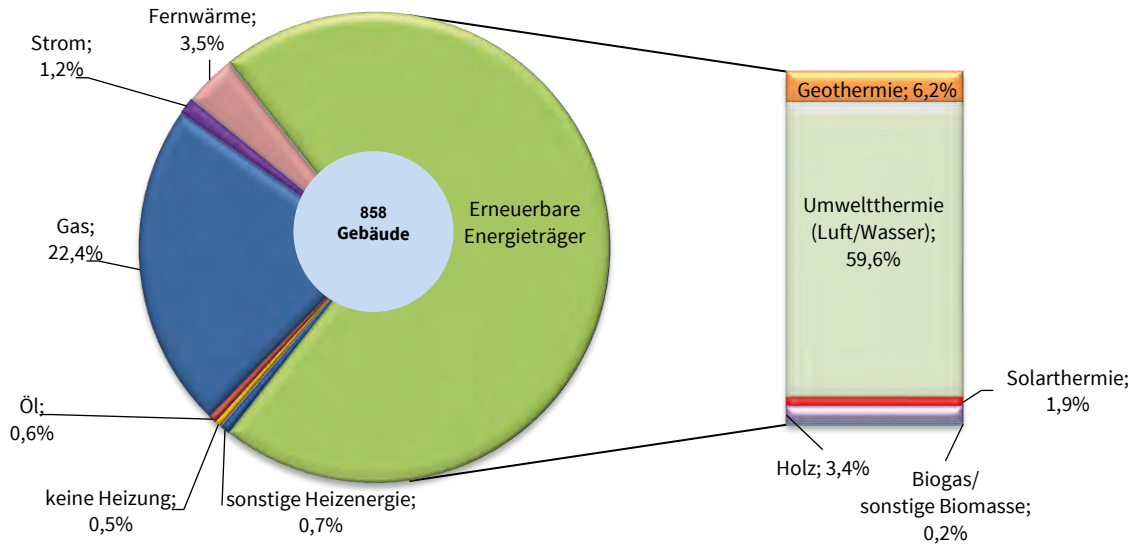 Fernwärme;
3,5%
Strom;
1,2%
Gas;
22,4%
Öl;
0,6%
keine Heizung;
0,5%
sonstige Heizenergie;
0,7%
858
Gebäude
Erneuerbare
Energieträger
Geothermie; 6,2%
Umweltthermie
(Luft/Wasser);
59,6%
Solarthermie;
1,9%
Holz; 3,4%
Biogas/
sonstige Biomasse;
0,2%